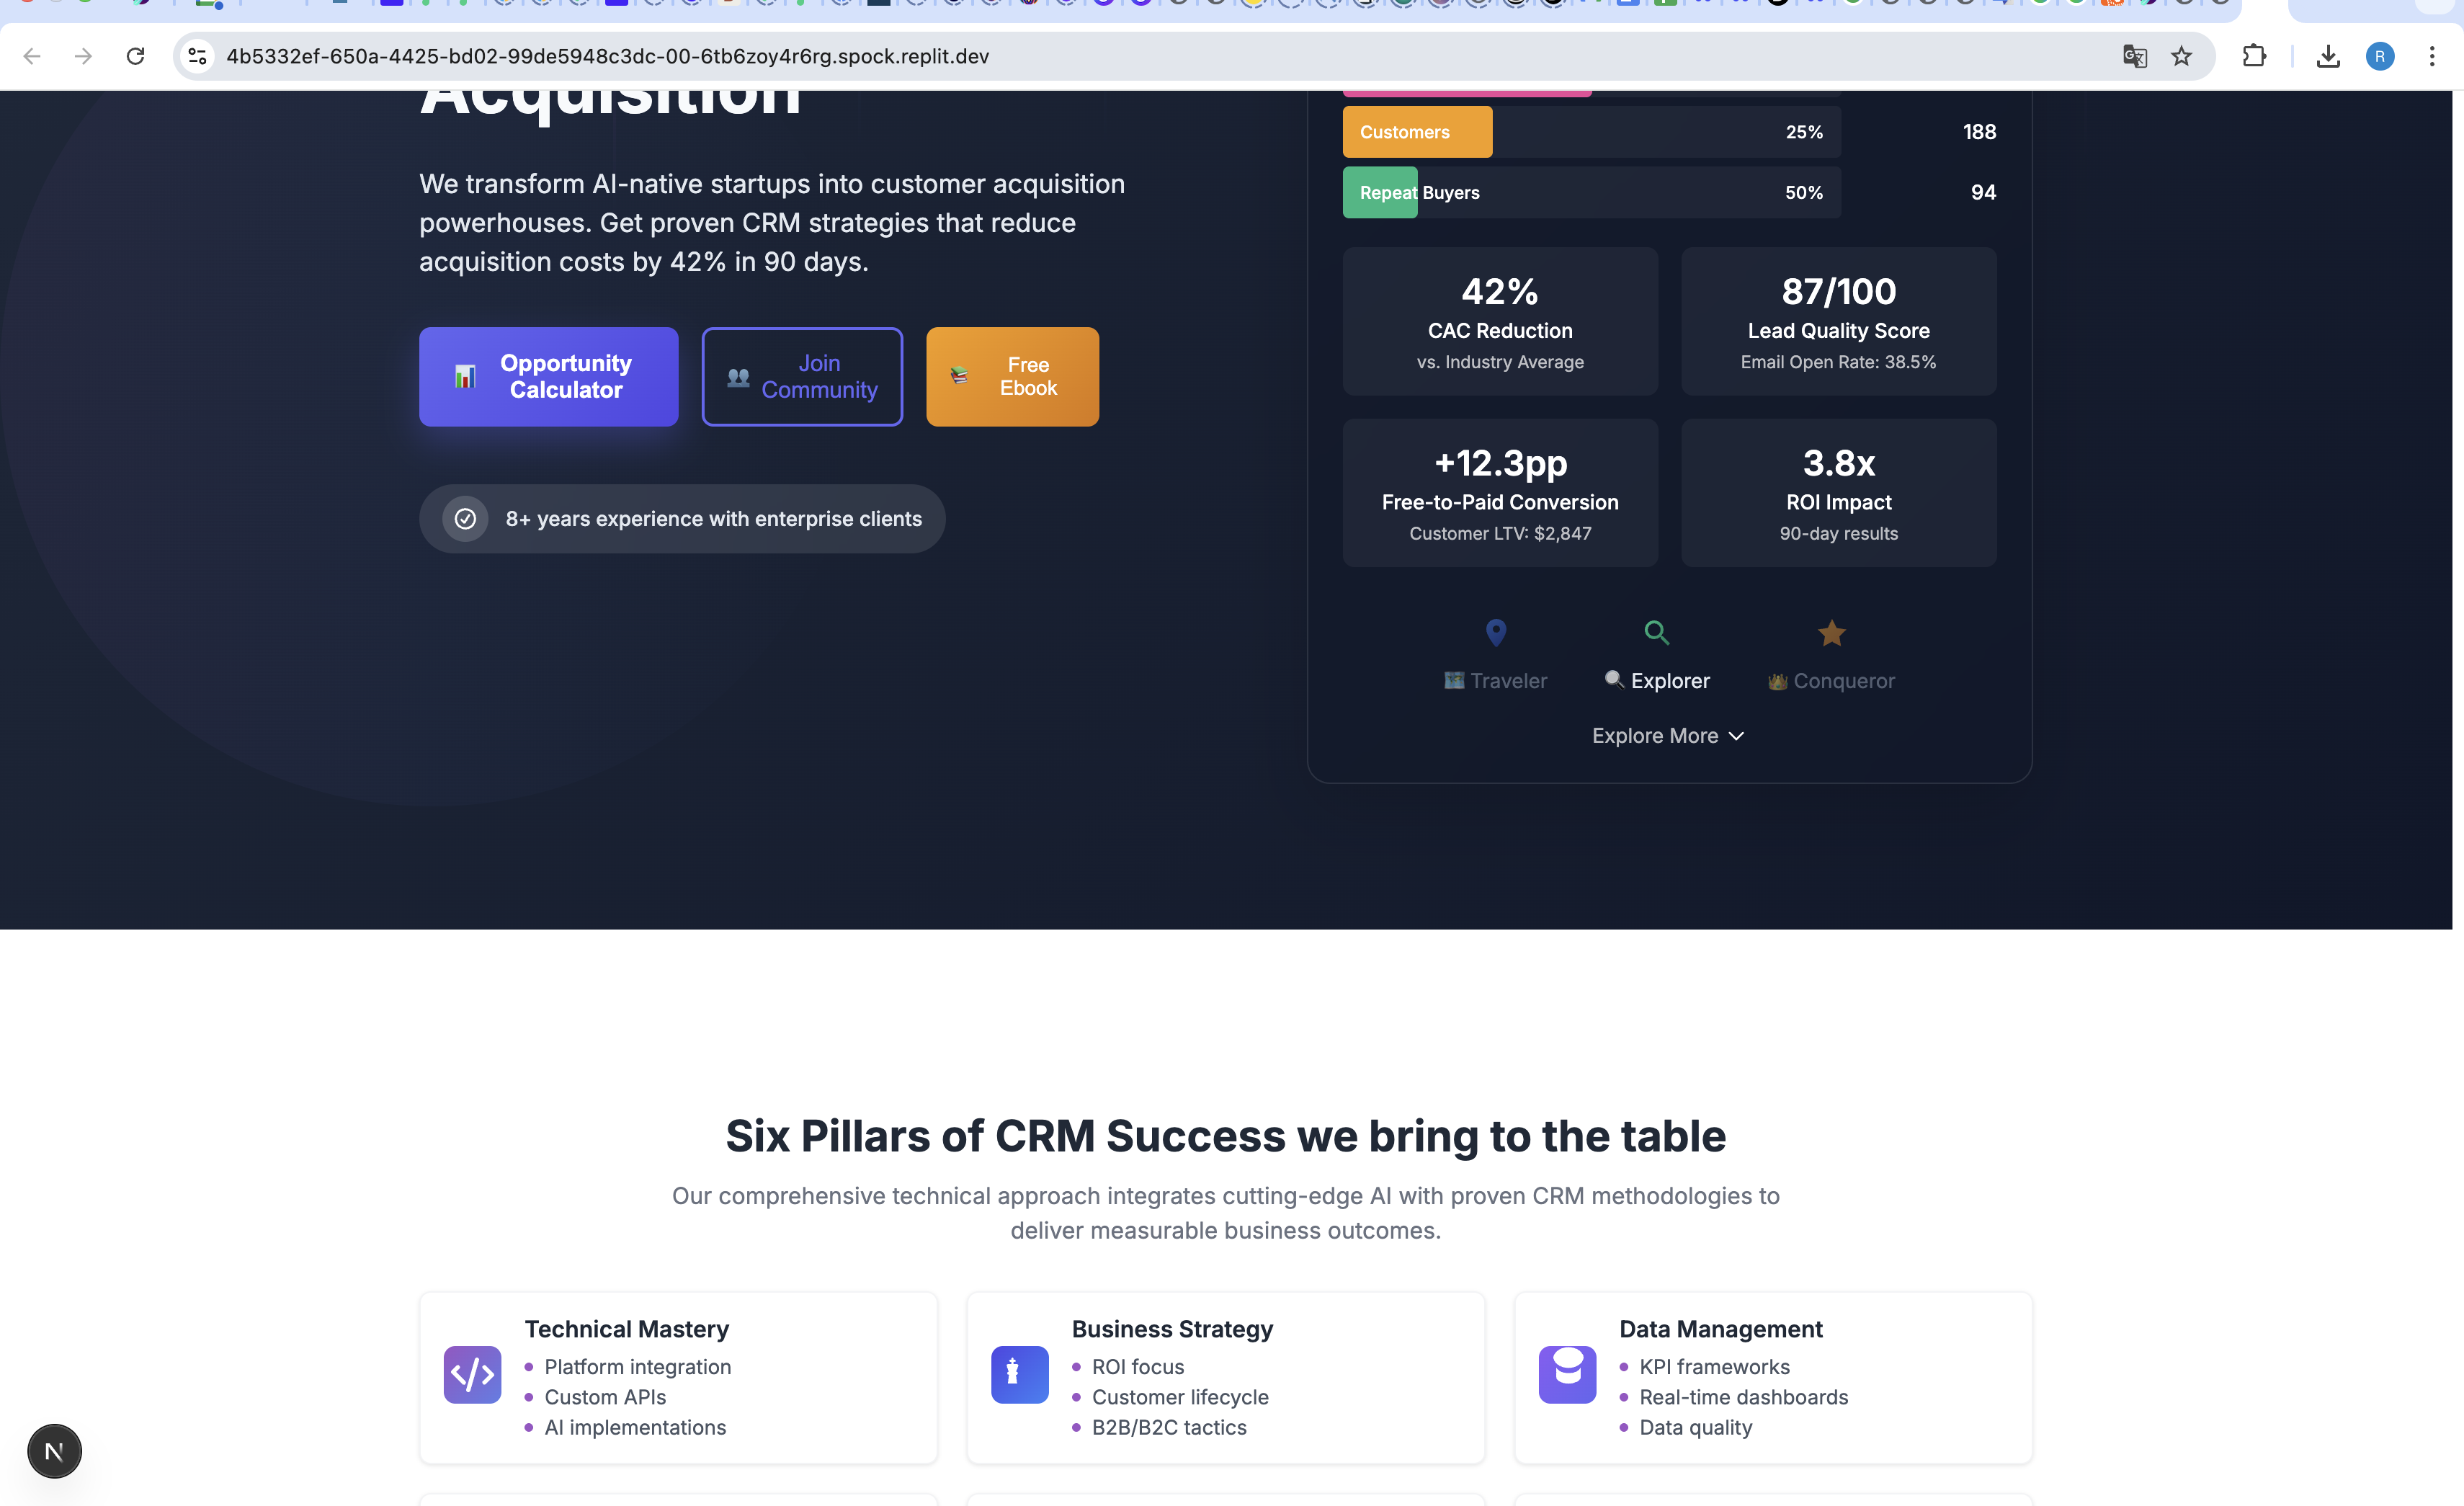 4b5332ef-650a-4425-bd02-99de5948c3dc-00-6tb6zoy4r6rg.spock.replit.dev
R
Acquisition
We transform AI-native startups into customer acquisition
powerhouses. Get proven CRM strategies that reduce
acquisition costs by 42% in 90 days.
Opportunity
Calculator
Join
Community
Free
Ebook
8+ years experience with enterprise clients
Customers 25% 188
Repeat Buyers 50% 94
42%
CAC Reduction
vs. Industry Average
87/100
Lead Quality Score
Email Open Rate: 38.5%
+12.3pp
Free-to-Paid Conversion
Customer LTV: $2,847
3.8x
ROI Impact
90-day results
Traveler
Explorer
Conqueror
Explore More
Six Pillars of CRM Success we bring to the table
Our comprehensive technical approach integrates cutting-edge AI with proven CRM methodologies to
deliver measurable business outcomes.
Technical Mastery
Platform integration
Custom APIs
AI implementations
Business Strategy
ROI focus
Customer lifecycle
B2B/B2C tactics
Data Management
KPI frameworks
Real-time dashboards
Data quality
N